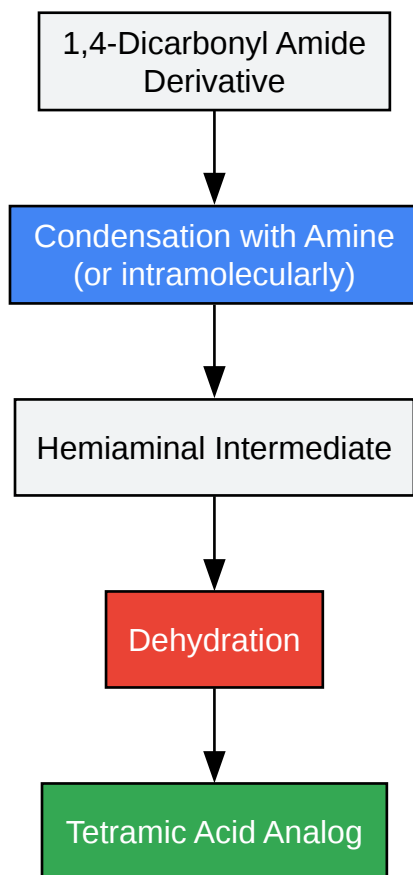 1,4-Dicarbonyl Amide
Derivative
Condensation with Amine
(or intramolecularly)
Hemiaminal Intermediate
Dehydration
Tetramic Acid Analog